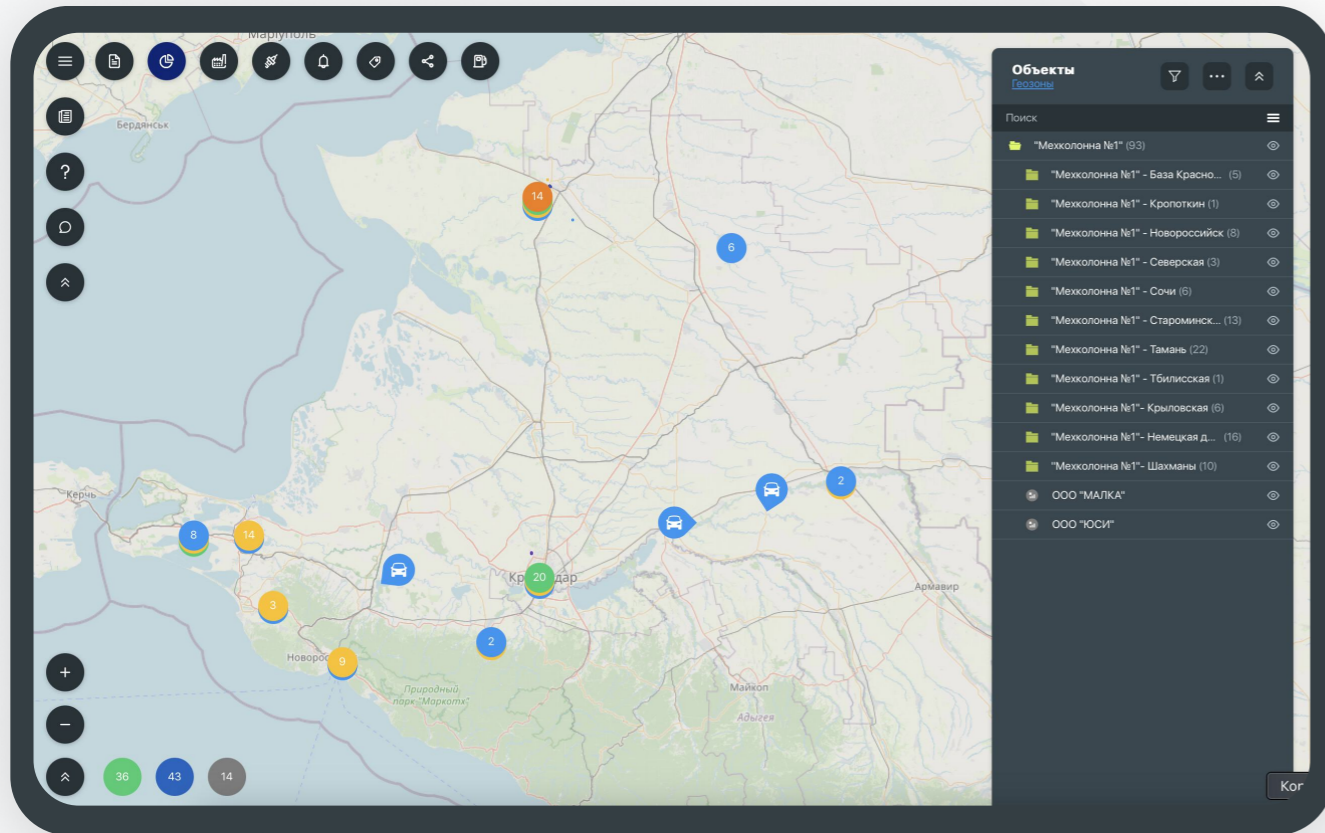 Мариуполь
Бердянск
14
6
Керчь
8
14
2
Краснодар
20
Армавир
3
2
Новорос
9
Природный
парк "Маркотх"
Майкоп
Адыгея
36
43
14
Объекты
Геозоны
Поиск
"Мехколонна №1" (93)
"Мехколонна №1" - База Красно... (5)
"Мехколонна №1" - Кропоткин (1)
"Мехколонна №1" - Новороссийск (8)
"Мехколонна №1" - Северская (3)
"Мехколонна №1" - Сочи (6)
"Мехколонна №1" - Староминск... (13)
"Мехколонна №1" - Тамань (22)
"Мехколонна №1" - Тбилисская (1)
"Мехколонна №1"- Крыловская (6)
"Мехколонна №1"- Немецкая д... (16)
"Мехколонна №1"- Шахманы (10)
ООО "МАЛКА"
ООО "ЮСИ"
Ког